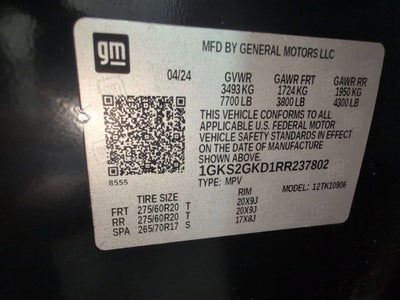 gm
MFD BY GENERAL MOTORS LLC
04/24 GVWR GAWR FRT GAWR RR
3493 KG 1724 KG 1950 KG
7700 LB 3800 LB 4300 LB
THIS VEHICLE CONFORMS TO ALL
APPLICABLE U.S. FEDERAL MOTOR
VEHICLE SAFETY STANDARDS IN EFFECT
ON THE DATE OF MANUFACTURE
SHOWN ABOVE.
8555
1GKS2GKD1RR237802
TYPE: MPV MODEL: 12TK10906
TIRE SIZE RIM
FRT 275/60R20 T 20X9J
RR 275/60R20 T 20X9J
SPA 265/70R17 S 17X8J